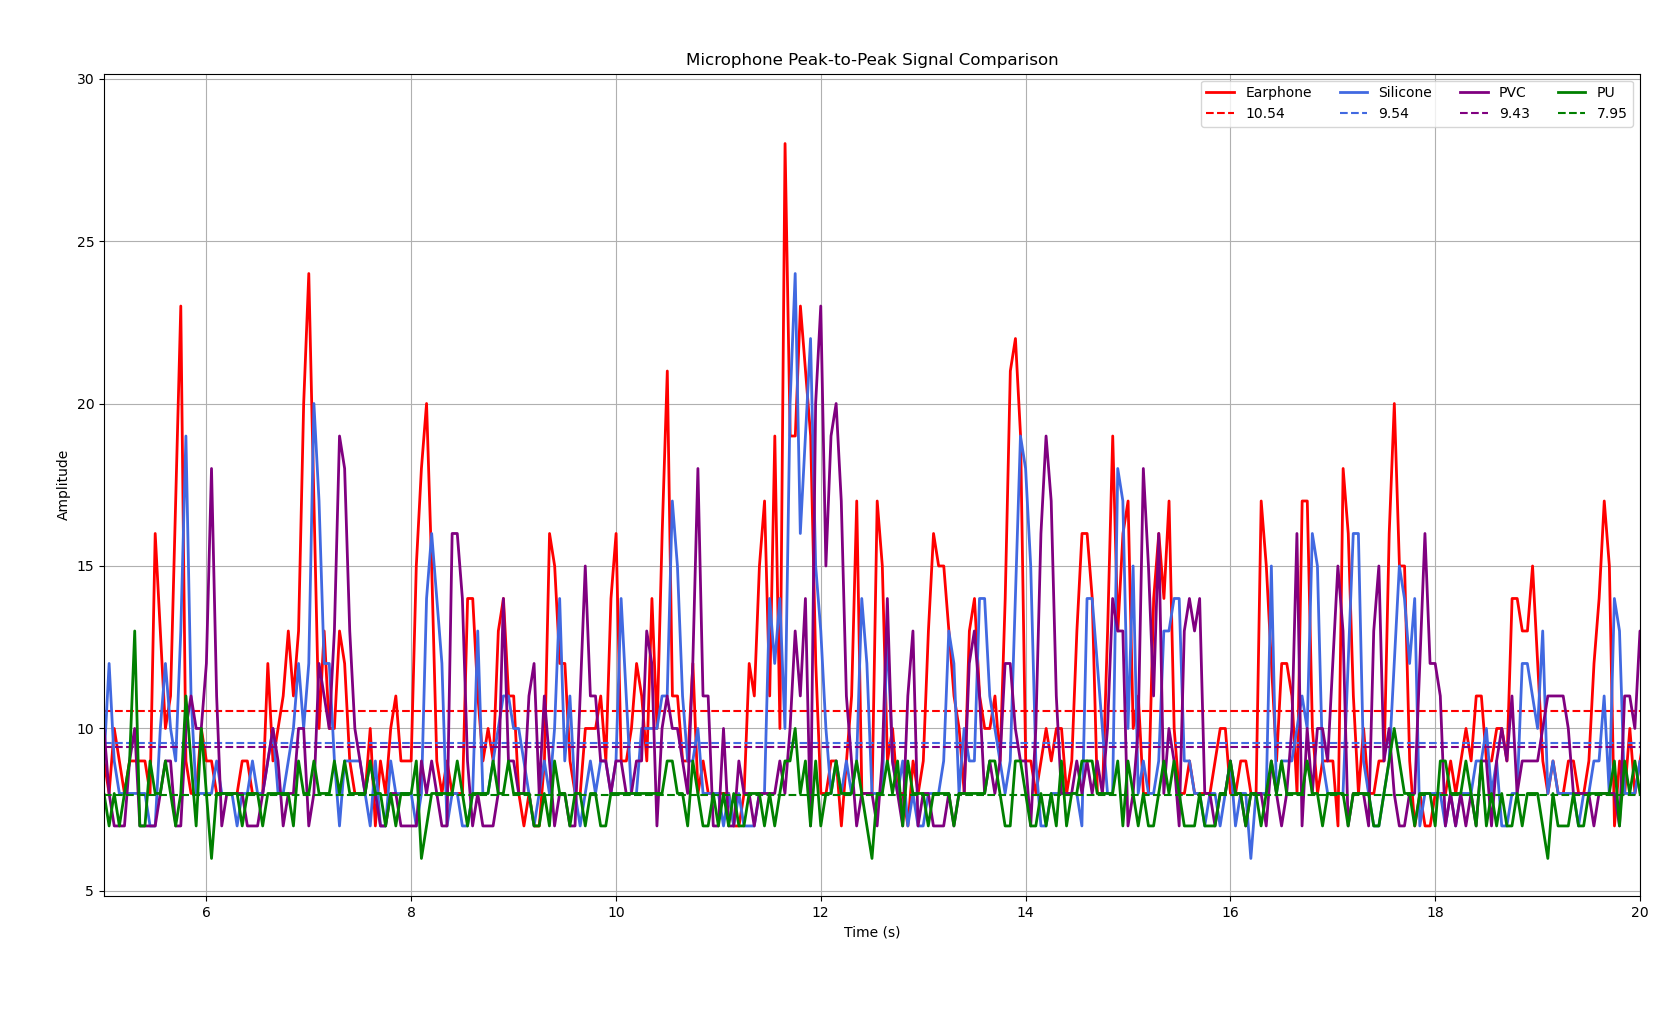 Microphone Peak-to-Peak Signal Comparison
30
25
20
15
10
5
Amplitude
Earphone Silicone PVC PU
10.54 9.54 9.43 7.95
6 8 10 12 14 16 18 20
Time (s)